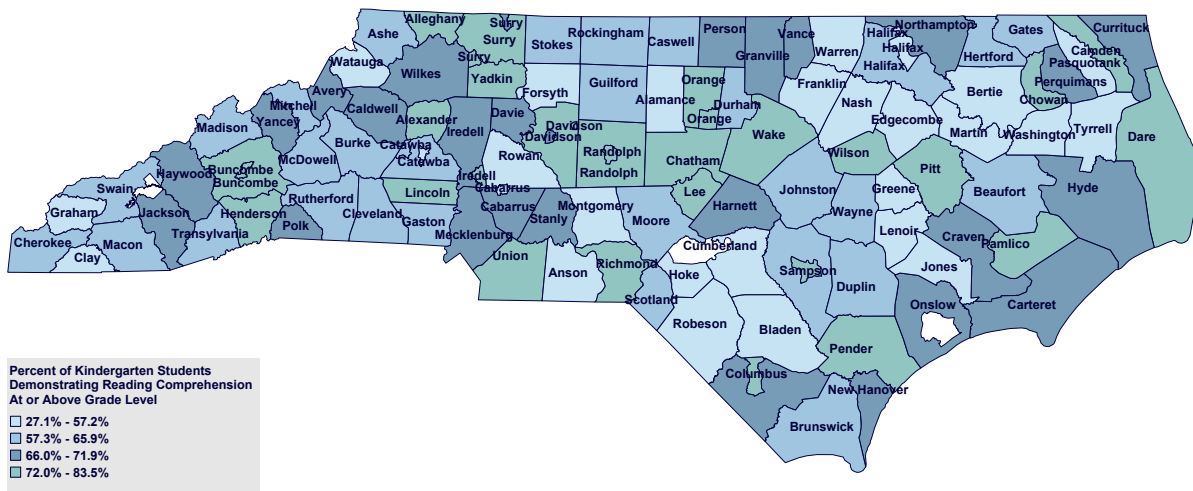 Alleghany
Surry
Ashe
Surry
Stokes
Rockingham
Caswell
Person
Granville
Vance
Warren
Halifax
Northampton
Halifax
Halifax
Hertford
Gates
Currituck
Camden
Pasquotank
Perquimans
Chowan
Watauga
Wilkes
Surry
Yadkin
Forsyth
Guilford
Alamance
Orange
Orange
Durham
Franklin
Nash
Edgecombe
Bertie
Martin
Washington
Tyrrell
Dare
Avery
Mitchell
Yancey
Caldwell
Alexander
Iredell
Davie
Davidson
Davidson
Randolph
Randolph
Chatham
Wake
Wilson
Pitt
Madison
Buncombe
Buncombe
McDowell
Burke
Catawba
Catawba
Iredell
Rowan
Cabarrus
Cabarrus
Lee
Johnston
Wayne
Greene
Beaufort
Hyde
Haywood
Swain
Graham
Jackson
Henderson
Rutherford
Polk
Cleveland
Lincoln
Gaston
Mecklenburg
Stanly
Montgomery
Moore
Harnett
Lenoir
Craven
Pamlico
Cherokee
Clay
Macon
Transylvania
Union
Anson
Richmond
Scotland
Hoke
Cumberland
Sampson
Duplin
Jones
Onslow
Carteret
Robeson
Bladen
Pender
Columbus
New Hanover
Brunswick
Percent of Kindergarten Students
Demonstrating Reading Comprehension
At or Above Grade Level
27.1% - 57.2%
57.3% - 65.9%
66.0% - 71.9%
72.0% - 83.5%